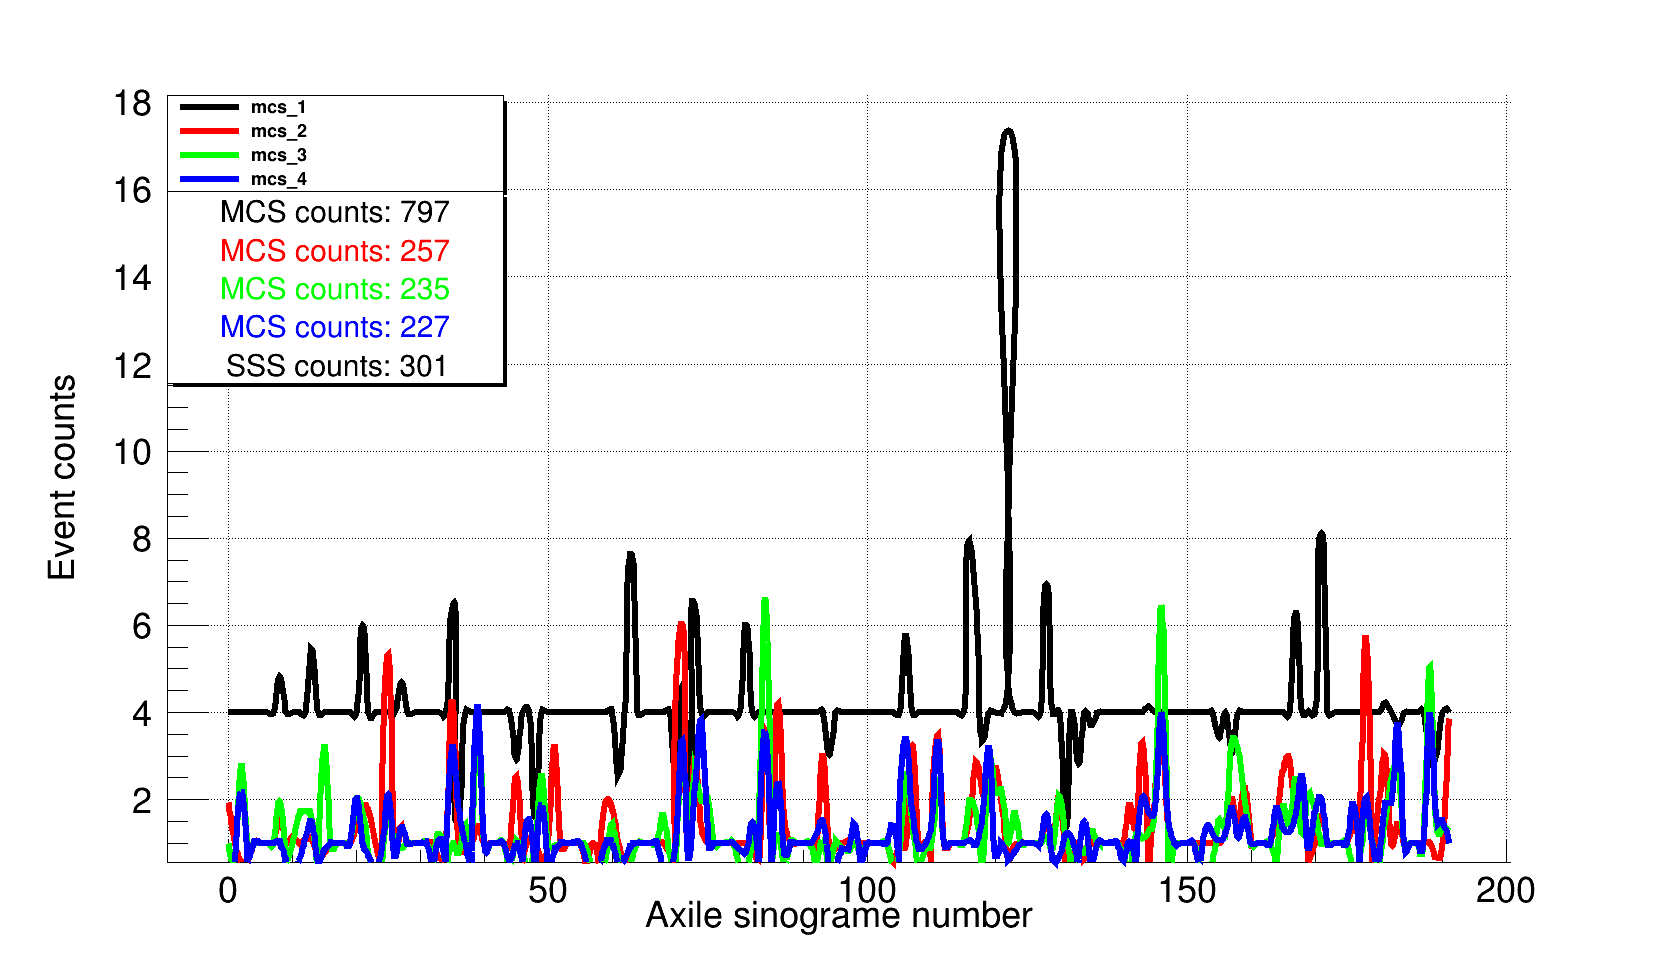 mcs_1
mcs_2
mcs_3
mcs_4
MCS counts: 797
MCS counts: 257
MCS counts: 235
MCS counts: 227
SSS counts: 301
18
16
14
12
10
8
6
4
2
Event counts
0 50 100 150 200
Axile sinograme number